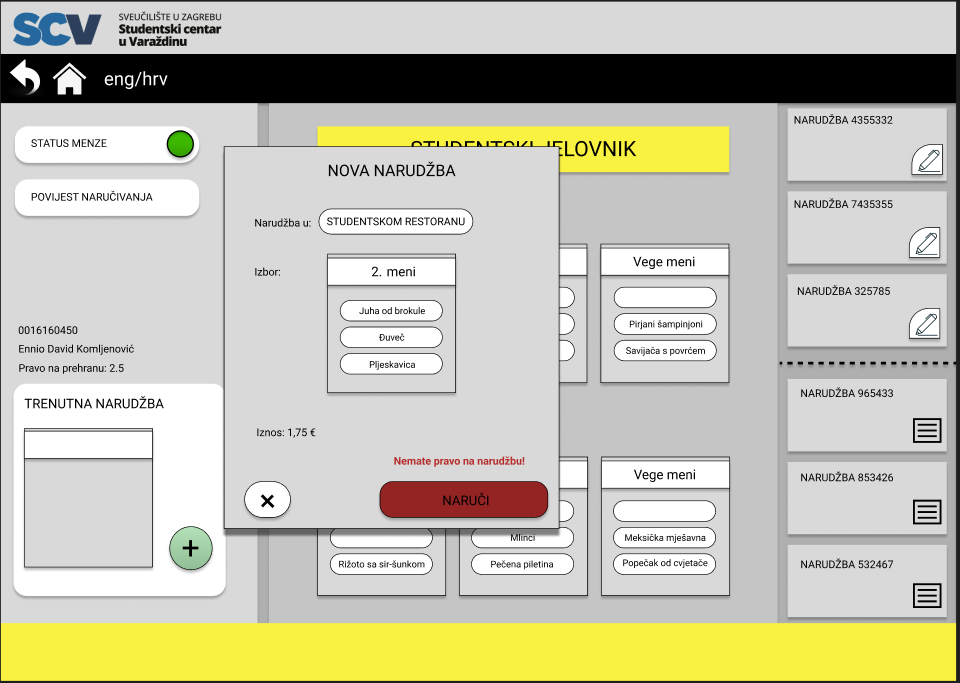 SCV
SVEUČILIŠTE U ZAGREBU
Studentski centar
u Varaždinu
eng/hrv
STATUS MENZE
POVIJEST NARUČIVANJA
0016160450
Ennio David Komljenović
Pravo na prehranu: 2.5
TRENUTNA NARUDŽBA
+
STUDENTSKI JELOVNIK
NOVA NARUDŽBA
Narudžba u:
STUDENTSKOM RESTORANU
Izbor:
2. meni
Juha od brokule
Đuveč
Pljeskavica
Iznos: 1,75 €
Nemate pravo na narudžbu!
×
NARUČI
Vege meni
Pirjani šampinjoni
Savijača s povrćem
Rižoto sa sir-šunkom
Mlinci
Pečena piletina
Vege meni
Meksička mješavna
Popečak od cvjetače
NARUDŽBA 4355332
NARUDŽBA 7435355
NARUDŽBA 325785
NARUDŽBA 965433
NARUDŽBA 853426
NARUDŽBA 532467